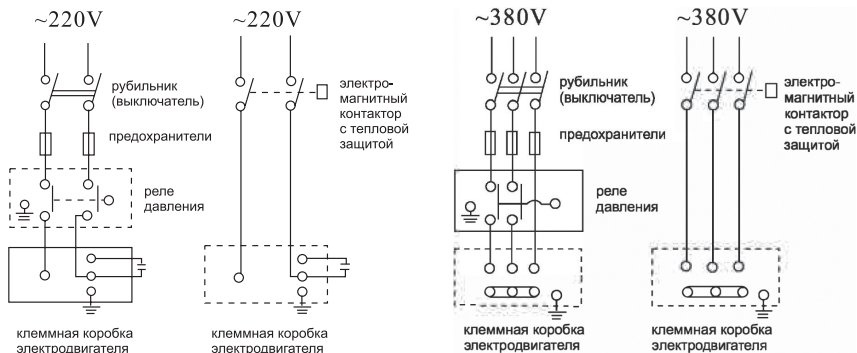 ~220V
рубильник
(выключатель)
предохранители
реле
давления
клеммная коробка
электродвигателя
~220V
электро-
магнитный
контактор
с тепловой
защитой
клеммная коробка
электродвигателя
~380V
рубильник
(выключатель)
предохранители
реле
давления
клеммная коробка
электродвигателя
~380V
электро-
магнитный
контактор
с тепловой
защитой
клеммная коробка
электродвигателя